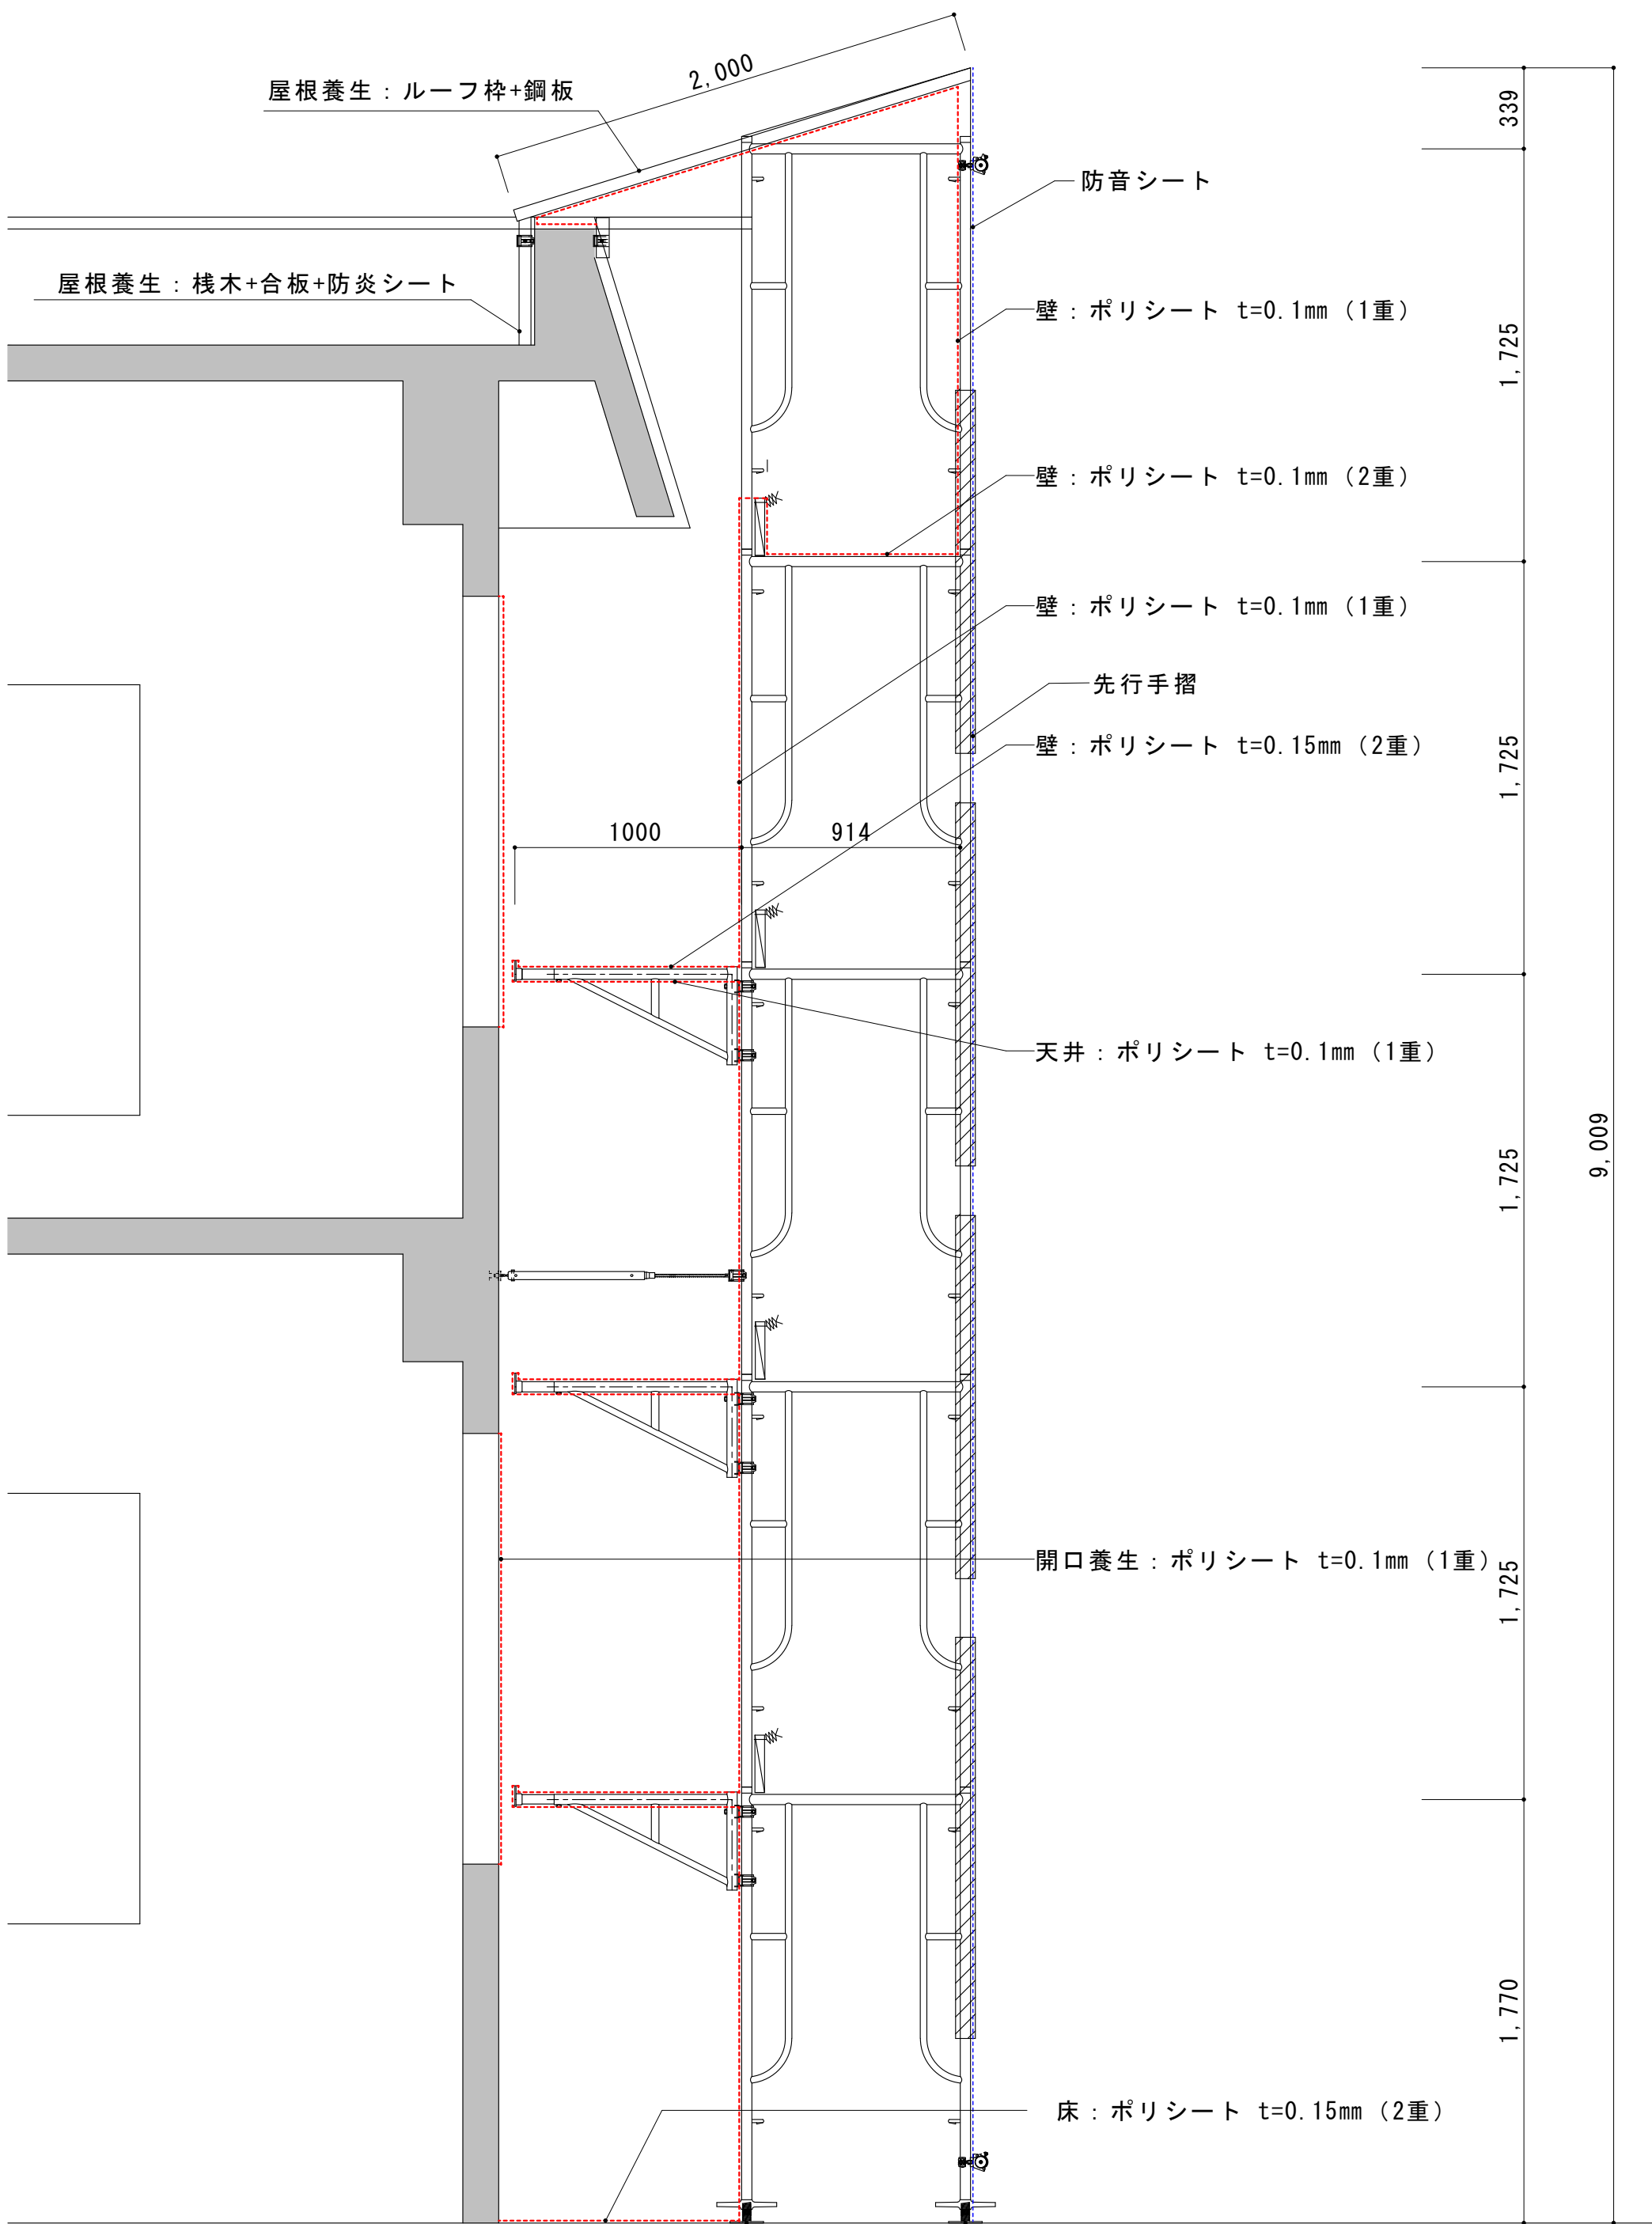 2,000
屋根養生：ルーフ枠+鋼板
339
防音シート
屋根養生：桟木+合板+防炎シート
壁：ポリシート t=0.1mm（1重）
1,725
壁：ポリシート t=0.1mm（2重）
壁：ポリシート t=0.1mm（1重）
先行手摺
壁：ポリシート t=0.15mm（2重）
1,725
1000
914
天井：ポリシート t=0.1mm（1重）
9,009
1,725
開口養生：ポリシート t=0.1mm（1重）
1,725
1,770
床：ポリシート t=0.15mm（2重）